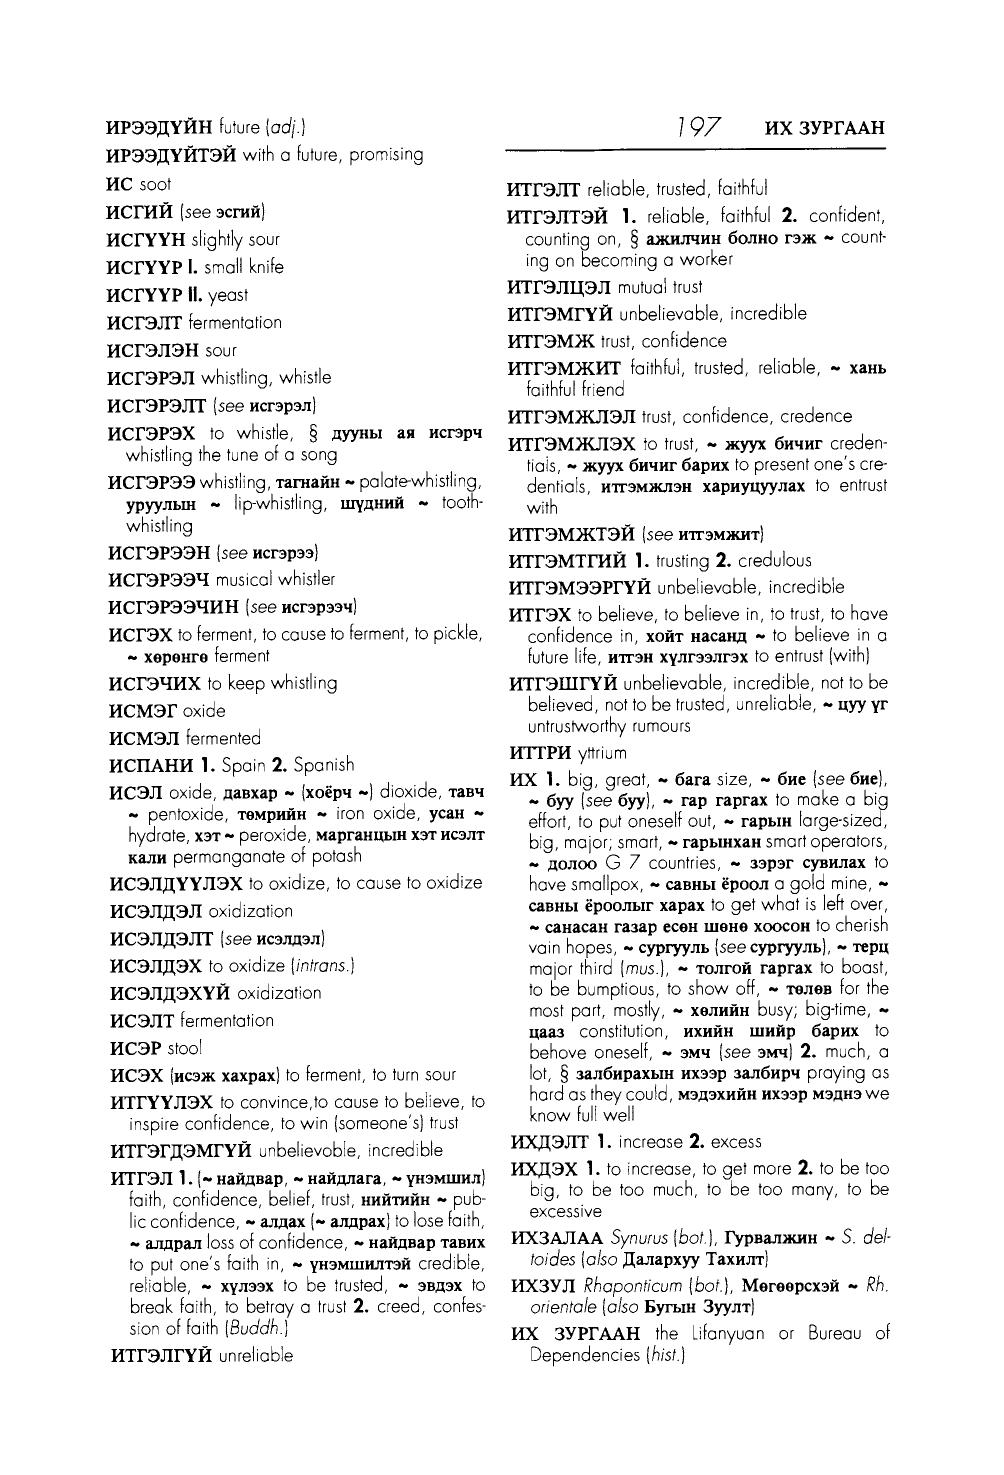 ИРЭЭДҮЙН future (adj.)
ИРЭЭДҮЙТЭЙ with a future, promising
ИС soot
ИСГИЙ (see эсгий)
ИСГҮҮН slightly sour
ИСГҮҮР I. small knife
ИСГҮҮР II. yeast
ИСГЭЛТ fermentation
ИСГЭЛЭН sour
ИСГЭРЭЛ whistling, whistle
ИСГЭРЭЛТ (see исгэрэл)
ИСГЭРЭХ to whistle, § дууны ая исгэрч
whistling the tune of a song
ИСГЭРЭЭ whistling, тагнайн ~ palate-whistling,
уруулын ~ lip-whistling, шүдний ~ tooth-
whistling
ИСГЭРЭЭН (see исгэрээ)
ИСГЭРЭЭЧ musical whistler
ИСГЭРЭЭЧИН (see исгэрээч)
ИСГЭХ to ferment, to cause to ferment, to pickle,
~ хөрөнгө ferment
ИСГЭЧИХ to keep whistling
ИСМЭГ oxide
ИСМЭЛ fermented
ИСПАНИ 1. Spain 2. Spanish
ИСЭЛ oxide, давхар ~ (хоёрч ~) dioxide, тавч
~ pentoxide, төмрийн ~ iron oxide, усан ~
hydrate, хэт ~ peroxide, марганцын хэт исэлт
кали permanganate of potash
ИСЭЛДҮҮЛЭХ to oxidize, to cause to oxidize
ИСЭЛДЭЛ oxidization
ИСЭЛДЭЛТ (see исэлдэл)
ИСЭЛДЭХ to oxidize (intrans.)
ИСЭЛДЭХҮЙ oxidization
ИСЭЛТ fermentation
ИСЭР stool
ИСЭХ (исэж хахрах) to ferment, to turn sour
ИТГҮҮЛЭХ to convince,to cause to believe, to
inspire confidence, to win (someone's) trust
ИТГЭГДЭМГҮЙ unbelievable, incredible
ИТГЭЛ 1. (~ найдвар, ~ найдлага, ~ үнэмшил)
faith, confidence, belief, trust, нийтийн ~ pub-
lic confidence, ~ алдах (~ алдрах) to lose faith,
~ алдрал loss of confidence, ~ найдвар тавих
to put one's faith in, ~ үнэмшилтэй credible,
reliable, ~ хүлээх to be trusted, ~ эвдэх to
break faith, to betray a trust 2. creed, confes-
sion of faith (Buddh.)
ИТГЭЛГҮЙ unreliable
197 ИХ ЗУРГААН
ИТГЭЛТ reliable, trusted, faithful
ИТГЭЛТЭЙ 1. reliable, faithful 2. confident,
counting on, § ажилчин болно гэж ~ count-
ing on becoming a worker
ИТГЭЛЦЭЛ mutual trust
ИТГЭМГҮЙ unbelievable, incredible
ИТГЭМЖ trust, confidence
ИТГЭМЖИТ faithful, trusted, reliable, ~ хань
faithful friend
ИТГЭМЖЛЭЛ trust, confidence, credence
ИТГЭМЖЛЭХ to trust, ~ жуух бичиг creden-
tials, ~ жуух бичиг барих to present one's cre-
dentials, итгэмжлэн хариуцуулах to entrust
with
ИТГЭМЖТЭЙ (see итгэмжит)
ИТГЭМТГИЙ 1. trusting 2. credulous
ИТГЭМЭЭРГҮЙ unbelievable, incredible
ИТГЭХ to believe, to believe in, to trust, to have
confidence in, хойт насанд ~ to believe in a
future life, итгэн хүлгээлгэх to entrust (with)
ИТГЭШГҮЙ unbelievable, incredible, not to be
believed, not to be trusted, unreliable, ~ цуу үг
untrustworthy rumours
ИТТРИ yttrium
ИХ 1. big, great, ~ бага size, ~ бие (see бие),
~ буу (see буу), ~ гар гаргах to make a big
effort, to put oneself out, ~ гарын large-sized,
big, major; smart, ~ гарынхан smart operators,
~ долоо G 7 countries, ~ зэрэг сувилах to
have smallpox, ~ савны ёроол a gold mine, ~
савны ёроолыг харах to get what is left over,
~ санасан газар есөн шөнө хоосон to cherish
vain hopes, ~ сургууль (see сургууль), ~ терц
major third (mus.), ~ толгой гаргах to boast,
to be bumptious, to show off, ~ төлөв for the
most part, mostly, ~ хөлийн busy; big-time, ~
цааз constitution, ихийн шийр барих to
behove oneself, ~ эмч (see эмч) 2. much, a
lot, § залбирахын ихээр залбирч praying as
hard as they could, мэдэхийн ихээр мэднэ we
know full well
ИХДЭЛТ 1. increase 2. excess
ИХДЭХ 1. to increase, to get more 2. to be too
big, to be too much, to be too many, to be
excessive
ИХЗАЛАА Synurus (bot.), Гурвалжин ~ S. del-
toides (also Далархуу Тахилт)
ИХЗУЛ Rhaponticum (bot.), Мөгөөрсхэй ~ Rh.
orientale (also Бугын Зуулт)
ИХ ЗУРГААН the Lifanyuan or Bureau of
Dependencies (hist.)